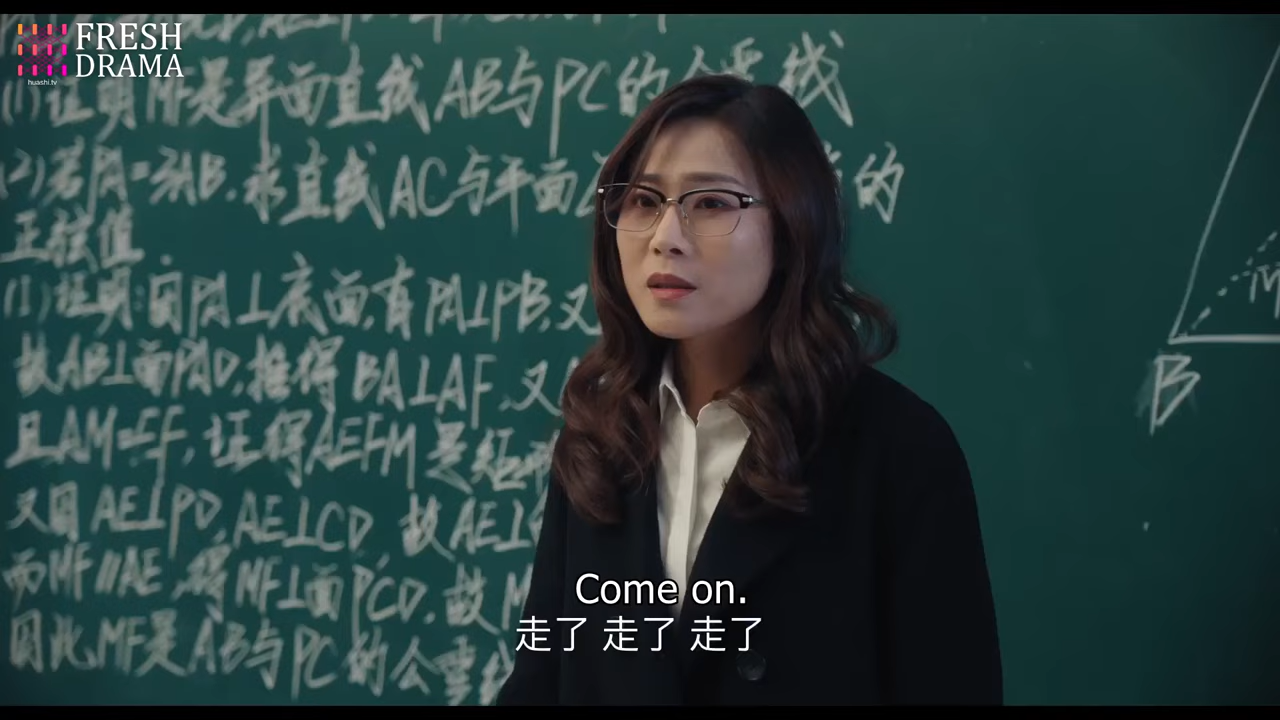 FRESH
DRAMA
huashi.tv
(1)证明MF是异面直线AB与PC的公垂线
(2)若PA=3AB.求直线AC与平面
的
正弦值.
(1)证明:因PA⊥底面,有PA⊥PB,又
故AB⊥面PAD,推得BA⊥AF.又
且AM=EF,证得AEFM是矩形
又因AE⊥PD,AE⊥CD,故AE⊥
而MF//AE,得MF⊥面PCD.故M
因此MF是AB与PC的公垂线
B
M
Come on.
走了 走了 走了